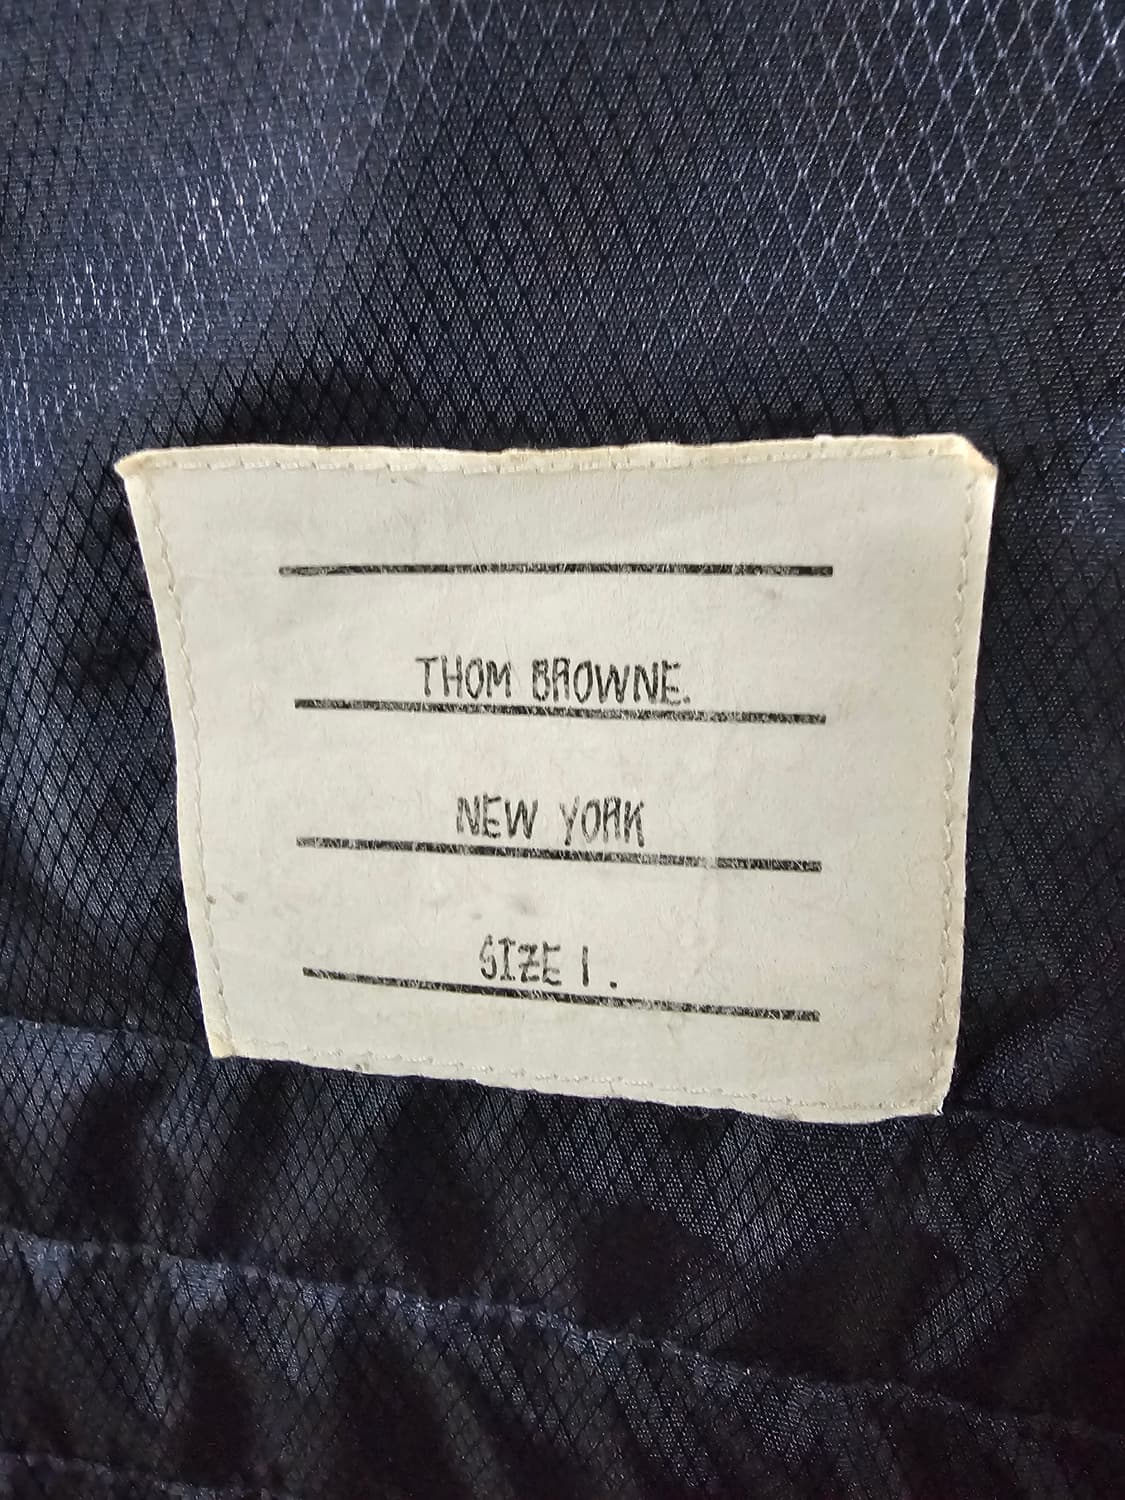 THOM BROWNE.
NEW YORK
SIZE 1.